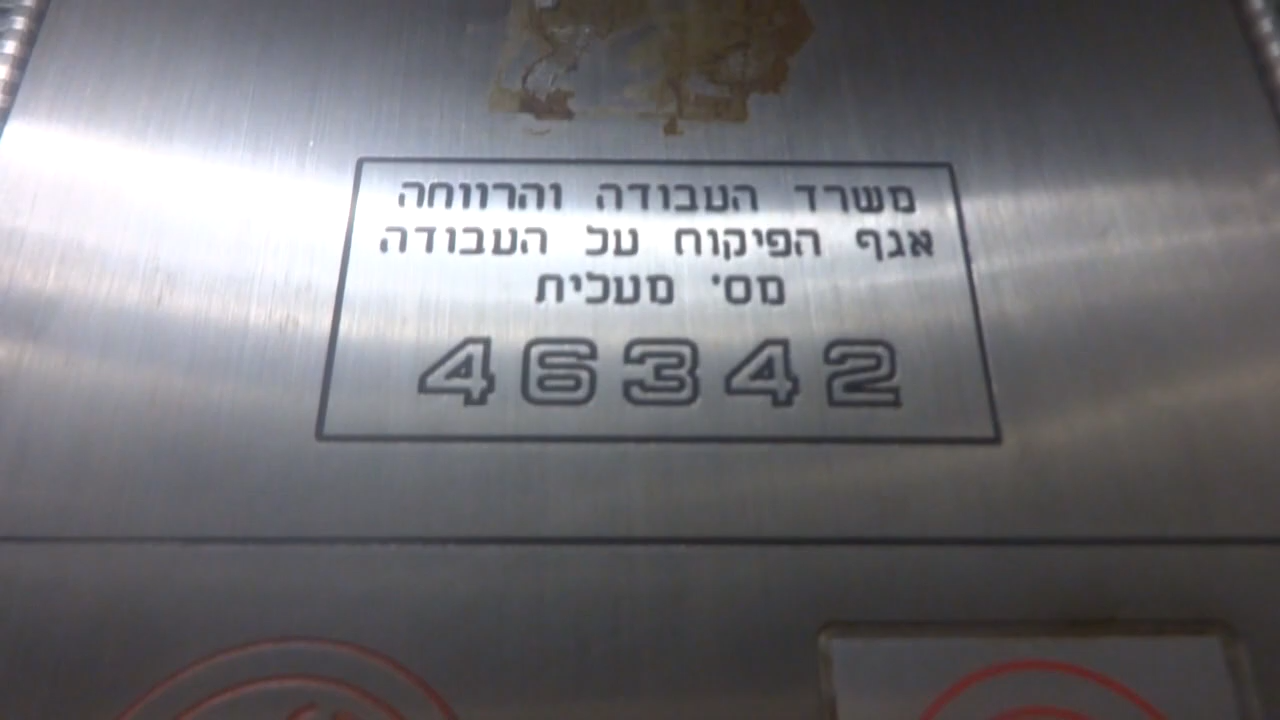 משרד העבודה והרווחה
אגף הפיקוח על העבודה
מס' מעלית
46342